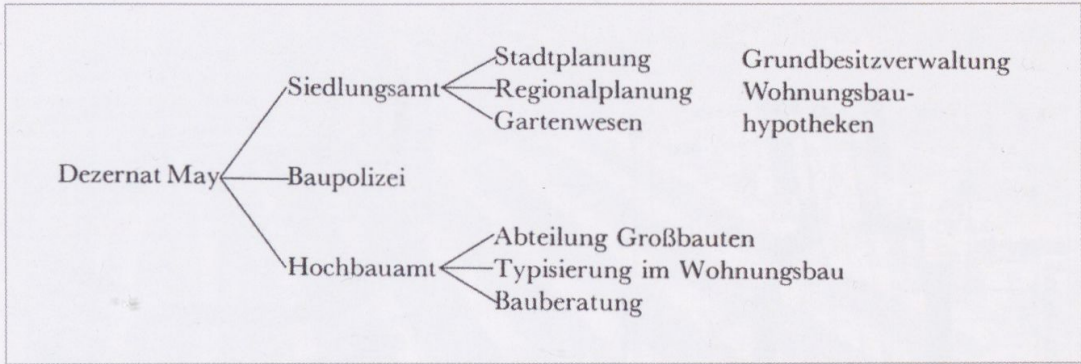 Stadtplanung Grundbesitzverwaltung
Siedlungsamt Regionalplanung Wohnungsbau-
Gartenwesen hypotheken
Dezernat May Baupolizei
Abteilung Großbauten
Hochbauamt Typisierung im Wohnungsbau
Bauberatung